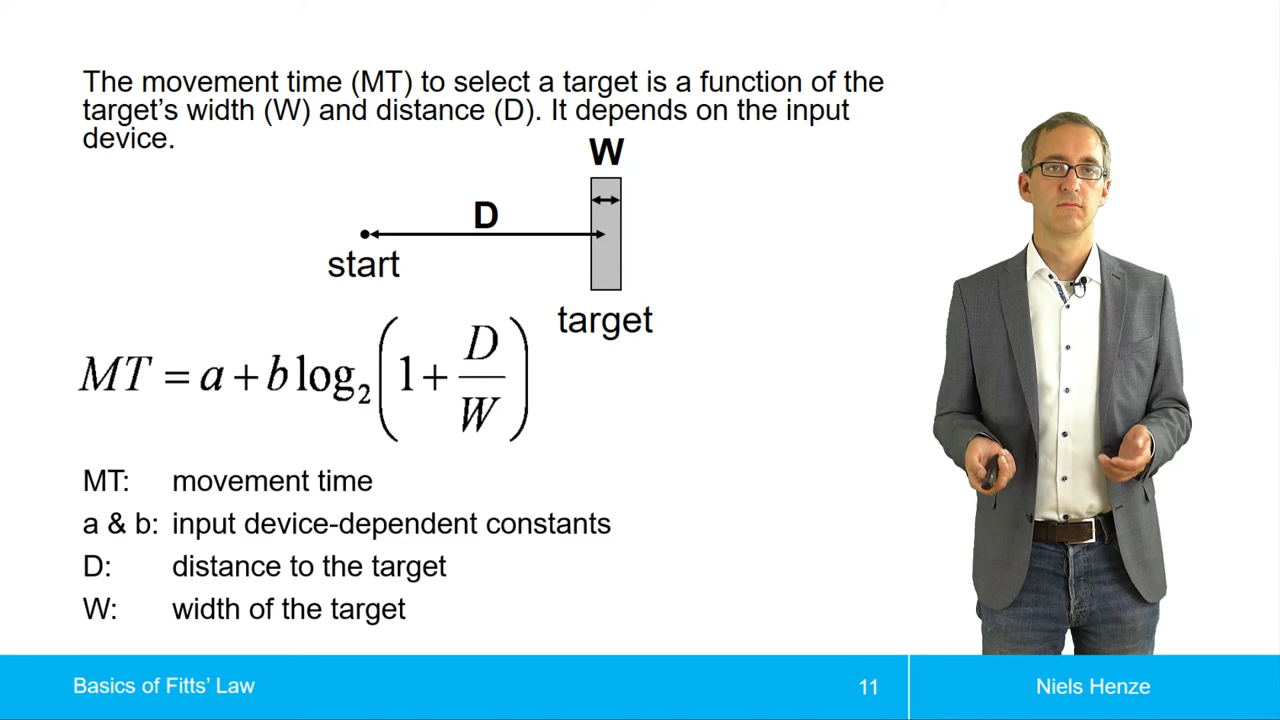 The movement time (MT) to select a target is a function of the
target’s width (W) and distance (D). It depends on the input
device.
W
D
start
target
MT = a + b log₂ (1 + D/W)
MT: movement time
a & b: input device-dependent constants
D: distance to the target
W: width of the target
Basics of Fitts’ Law
11
Niels Henze